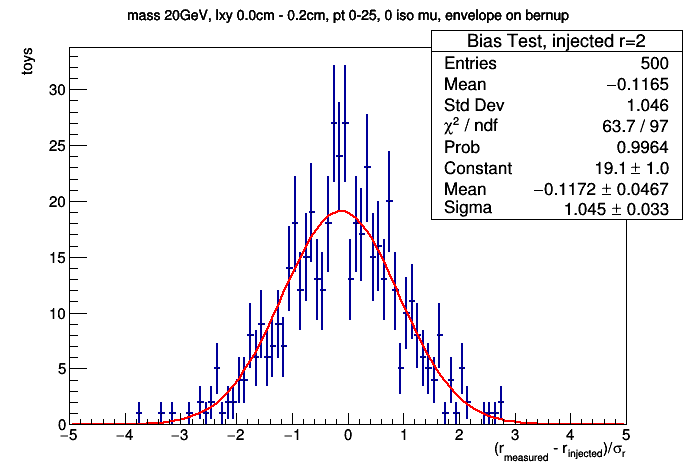 mass 20GeV, lxy 0.0cm - 0.2cm, pt 0-25, 0 iso mu, envelope on bernup
toys
Bias Test, injected r=2
Entries 500
Mean −0.1165
Std Dev 1.046
χ² / ndf 63.7 / 97
Prob 0.9964
Constant 19.1 ± 1.0
Mean −0.1172 ± 0.0467
Sigma 1.045 ± 0.033
30
25
20
15
10
5
0
−5 −4 −3 −2 −1 0 1 2 3 4 5
(r_measured - r_injected)/σ_r